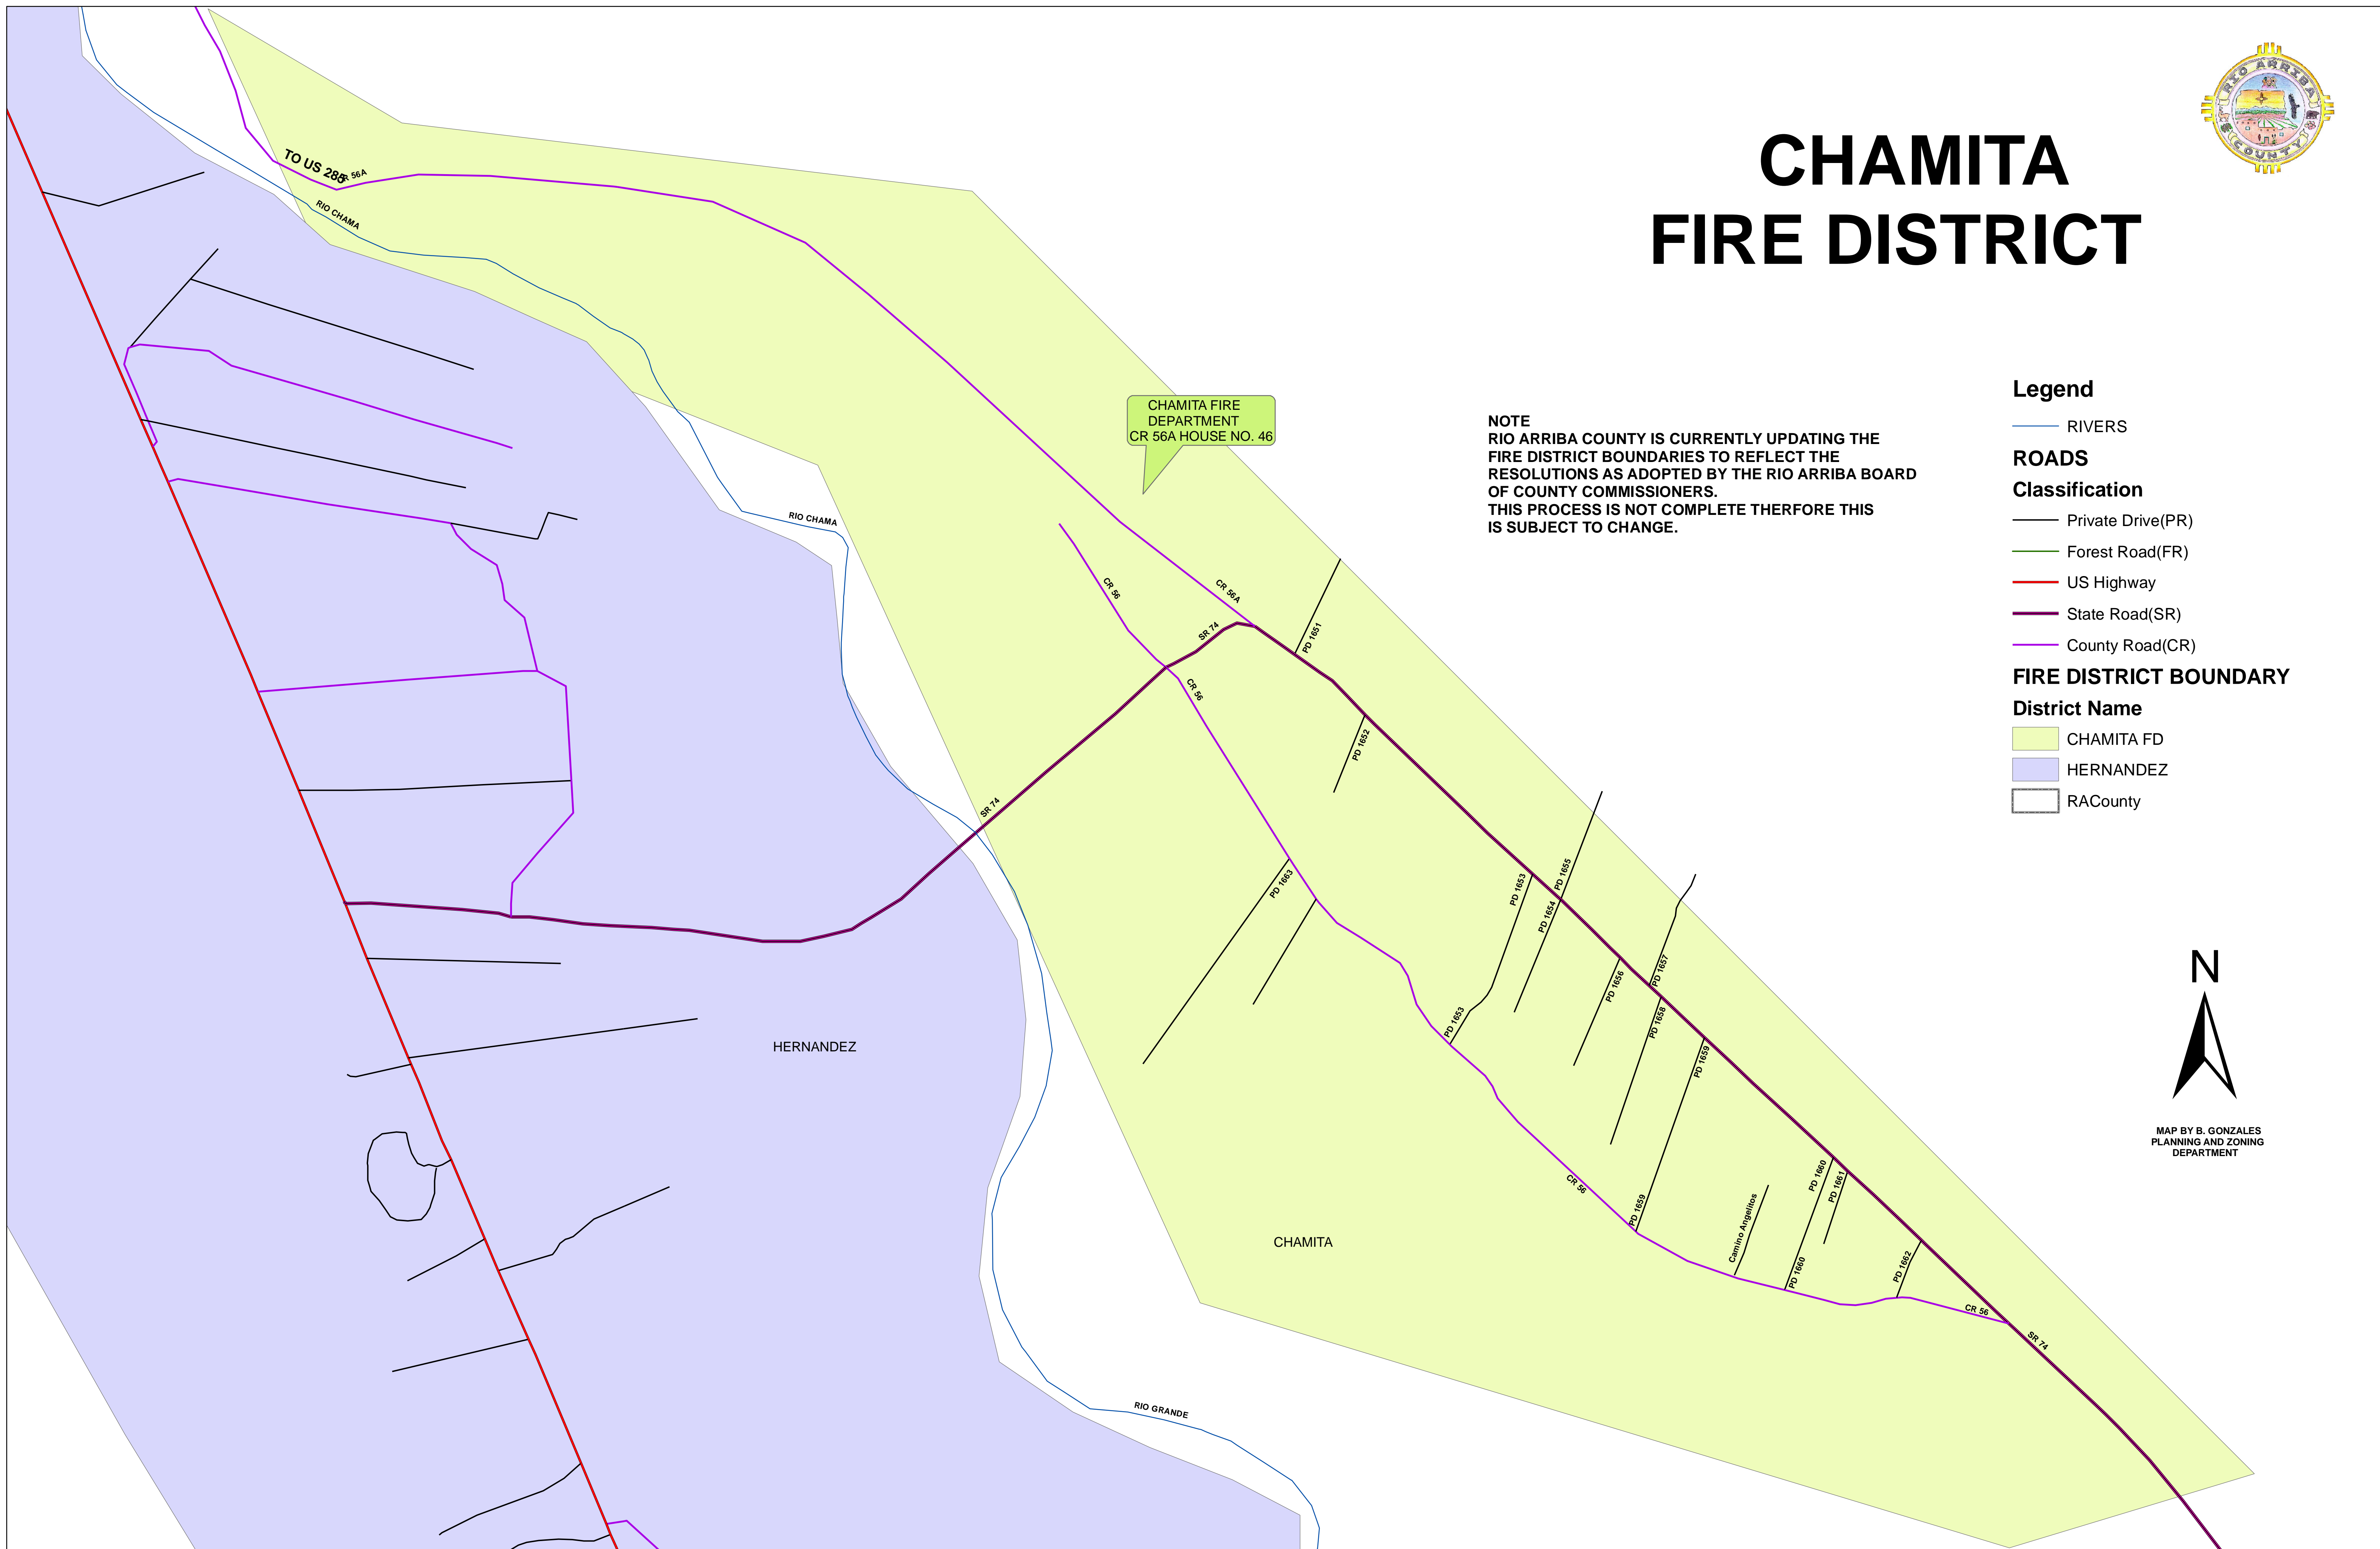 CHAMITA
FIRE DISTRICT
RIO ARRIBA
COUNTY
TO US 285
56A
RIO CHAMA
CHAMITA FIRE
DEPARTMENT
CR 56A HOUSE NO. 46
NOTE
RIO ARRIBA COUNTY IS CURRENTLY UPDATING THE
FIRE DISTRICT BOUNDARIES TO REFLECT THE
RESOLUTIONS AS ADOPTED BY THE RIO ARRIBA BOARD
OF COUNTY COMMISSIONERS.
THIS PROCESS IS NOT COMPLETE THERFORE THIS
IS SUBJECT TO CHANGE.
Legend
RIVERS
ROADS
Classification
Private Drive(PR)
Forest Road(FR)
US Highway
State Road(SR)
County Road(CR)
FIRE DISTRICT BOUNDARY
District Name
CHAMITA FD
HERNANDEZ
RACounty
RIO CHAMA
CR 56
CR 56A
SR 74
PD 1651
CR 56
PD 1652
SR 74
PD 1663
PD 1653
PD 1655
PD 1654
PD 1656
PD 1657
PD 1653
PD 1658
PD 1659
HERNANDEZ
N
MAP BY B. GONZALES
PLANNING AND ZONING
DEPARTMENT
CR 56
PD 1659
Camino Angelitos
PD 1660
PD 1661
CHAMITA
PD 1660
PD 1662
CR 56
SR 74
RIO GRANDE